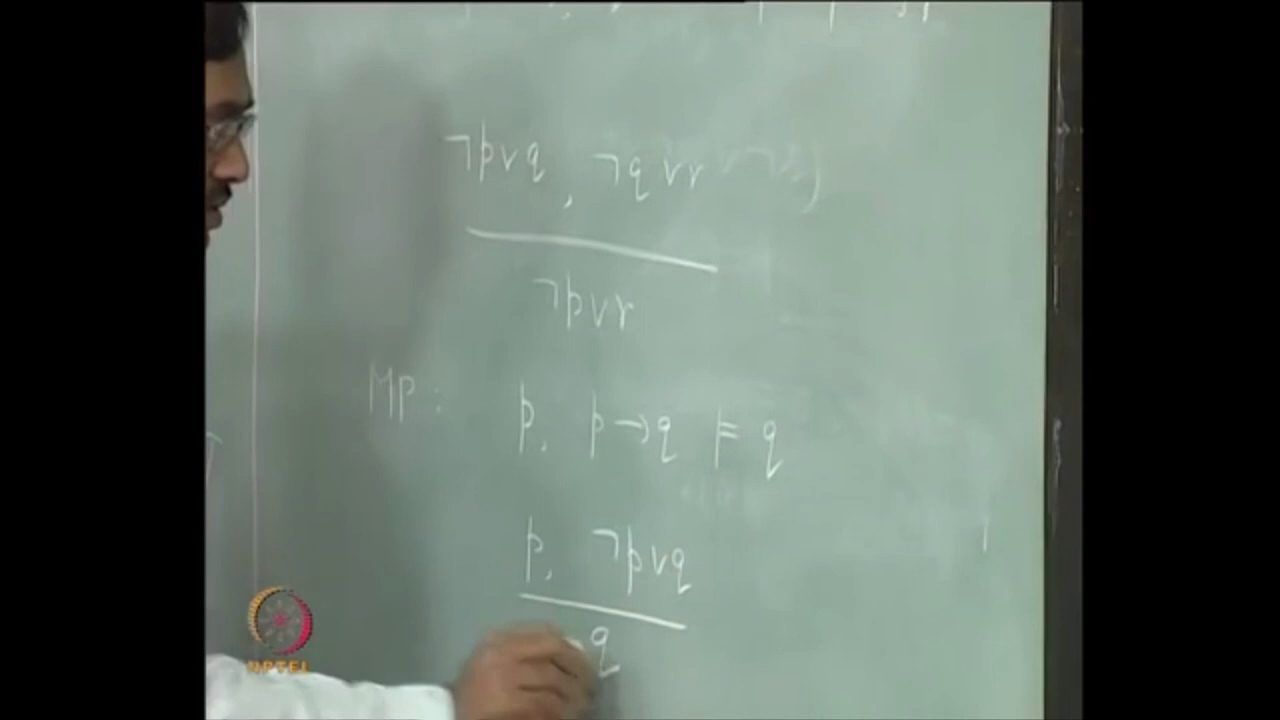 ¬p∨q, ¬q∨r
¬p∨r
MP: p, p→q ⊨ q
p, ¬p∨q
q
NPTEL